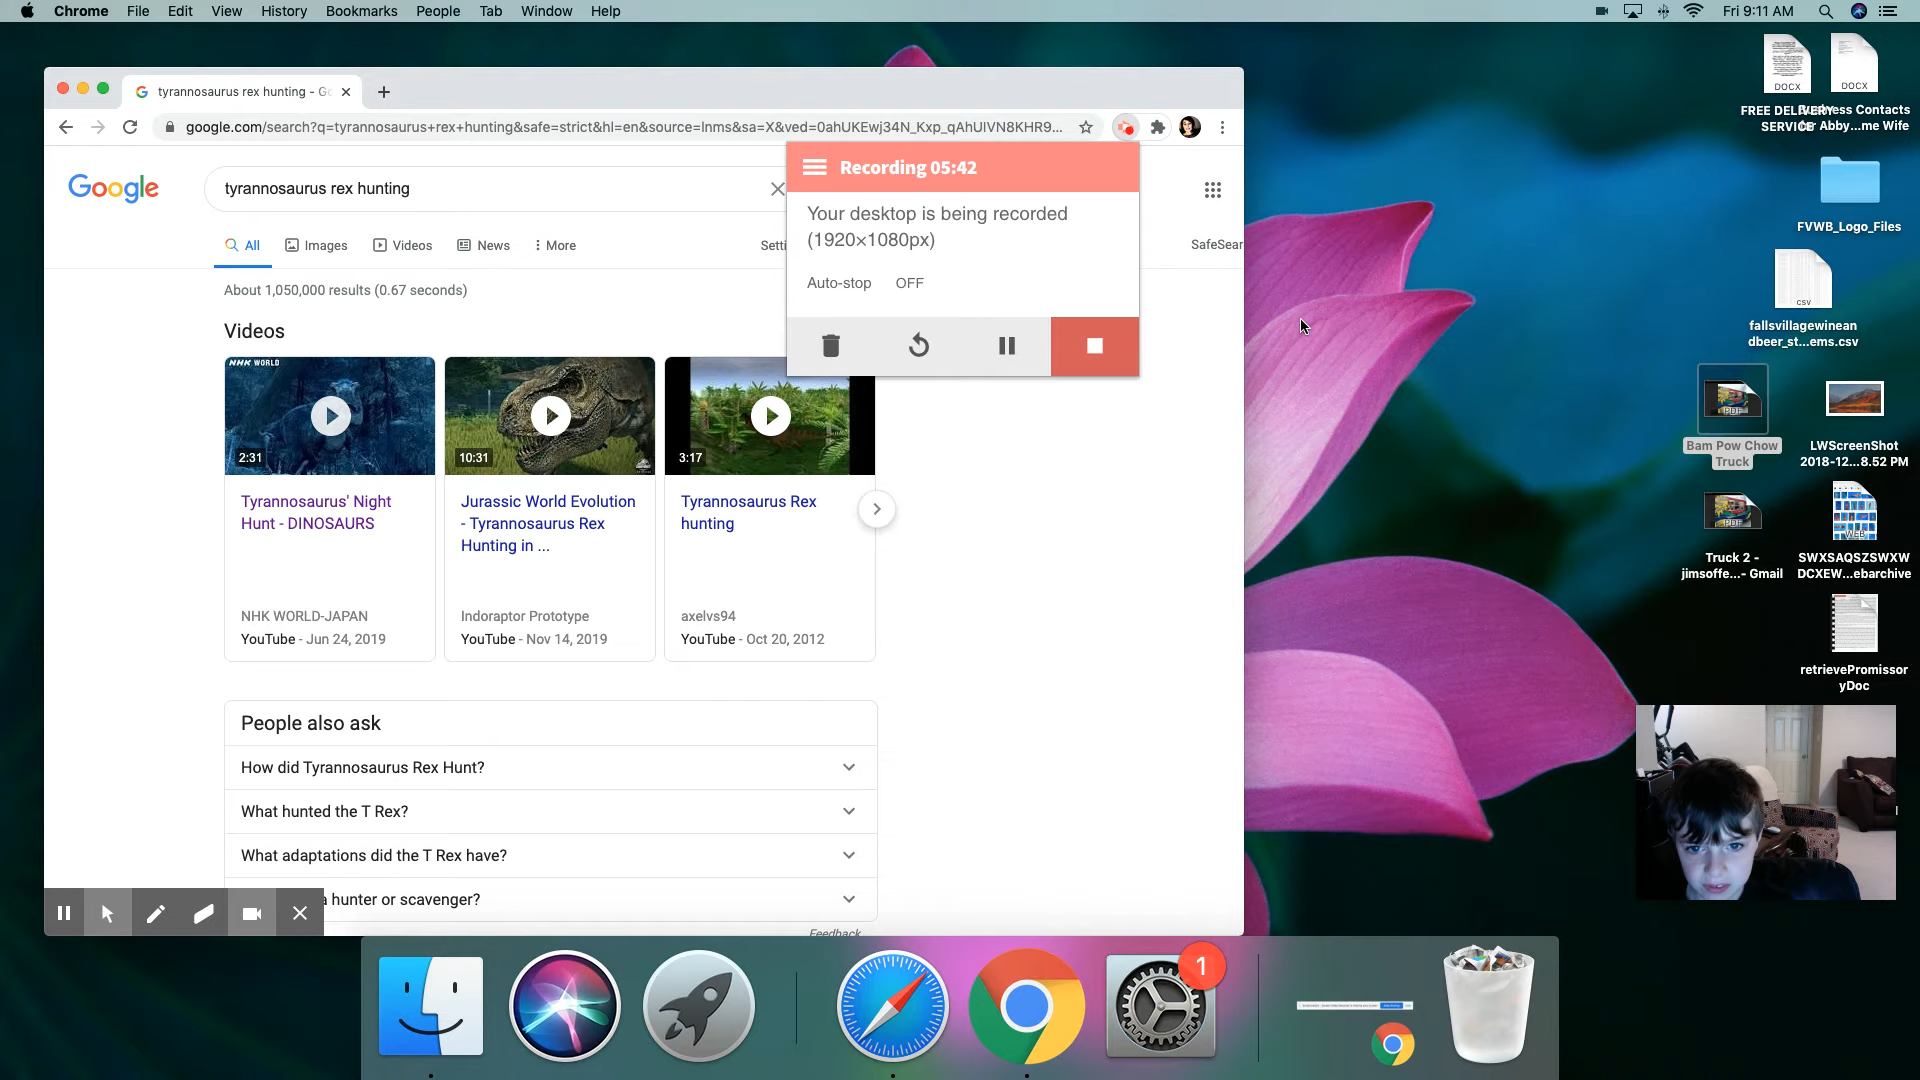 Chrome File Edit View History Bookmarks People Tab Window Help
Fri 9:11 AM
tyrannosaurus rex hunting - Go
google.com/search?q=tyrannosaurus+rex+hunting&safe=strict&hl=en&source=lnms&sa=X&ved=0ahUKEwj34N_Kxp_qAhUIVN8KHR9...
Google
tyrannosaurus rex hunting
All Images Videos News More
Setti
SafeSear
About 1,050,000 results (0.67 seconds)
Recording 05:42
Your desktop is being recorded
(1920×1080px)
Auto-stop OFF
Videos
NHK WORLD
2:31
10:31
3:17
Tyrannosaurus' Night
Hunt - DINOSAURS
NHK WORLD-JAPAN
YouTube - Jun 24, 2019
Jurassic World Evolution
- Tyrannosaurus Rex
Hunting in ...
Indoraptor Prototype
YouTube - Nov 14, 2019
Tyrannosaurus Rex
hunting
axelvs94
YouTube - Oct 20, 2012
People also ask
How did Tyrannosaurus Rex Hunt?
What hunted the T Rex?
What adaptations did the T Rex have?
a hunter or scavenger?
Feedback
DOCX
DOCX
FREE DELIVERY
SERVICE
ess Contacts
r Abby...me Wife
FVWB_Logo_Files
CSV
fallsvillagewinean
dbeer_st...ems.csv
PDF
Bam Pow Chow
Truck
LWScreenShot
2018-12...8.52 PM
PDF
Truck 2 -
jimsoffe...- Gmail
WEB
SWXSAQSZSWXW
DCXEW...ebarchive
retrievePromissor
yDoc
1